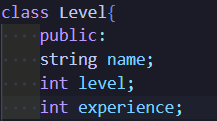 class Level{
public:
string name;
int level;
int experience;